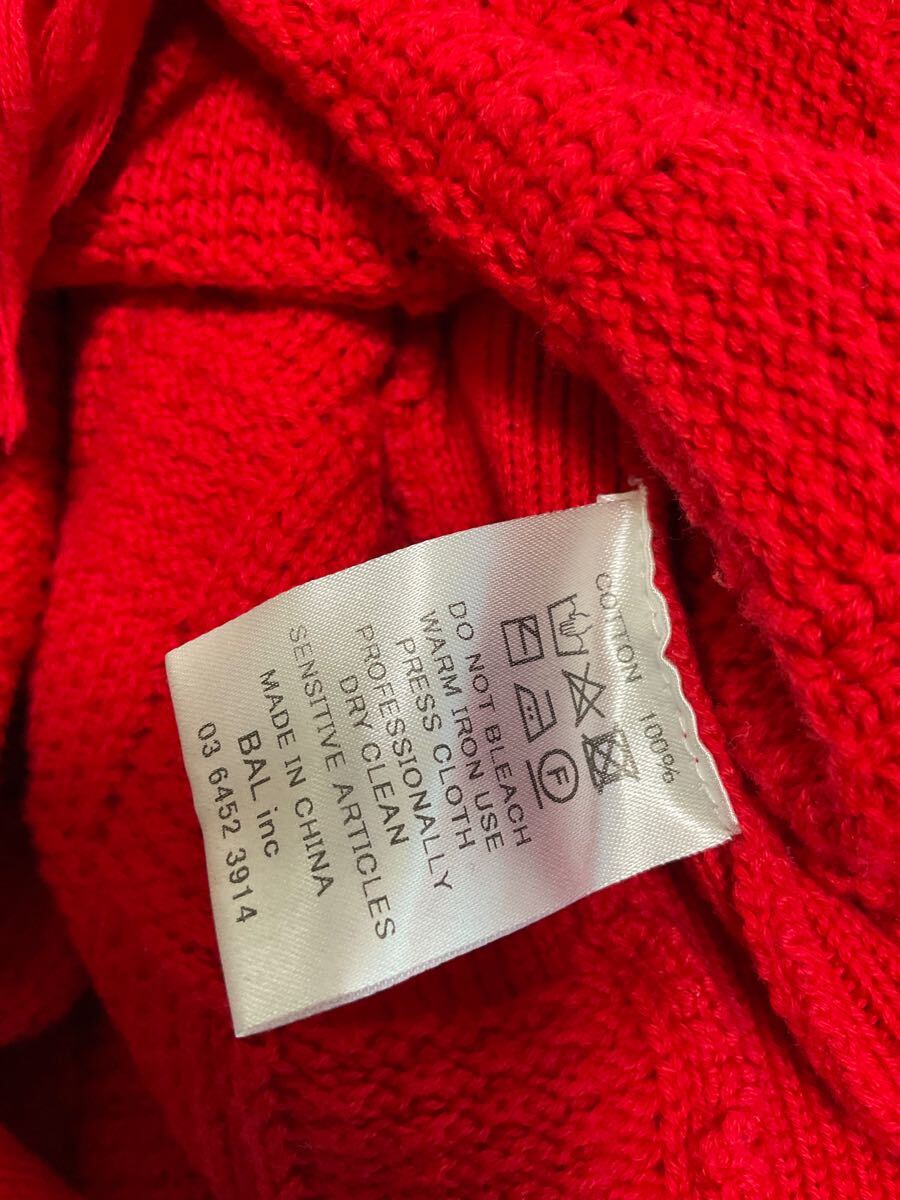 COTTON 100%
F
DO NOT BLEACH
WARM IRON USE
PRESS CLOTH
PROFESSIONALLY
DRY CLEAN
SENSITIVE ARTICLES
MADE IN CHINA
BAL inc
03 6452 3914